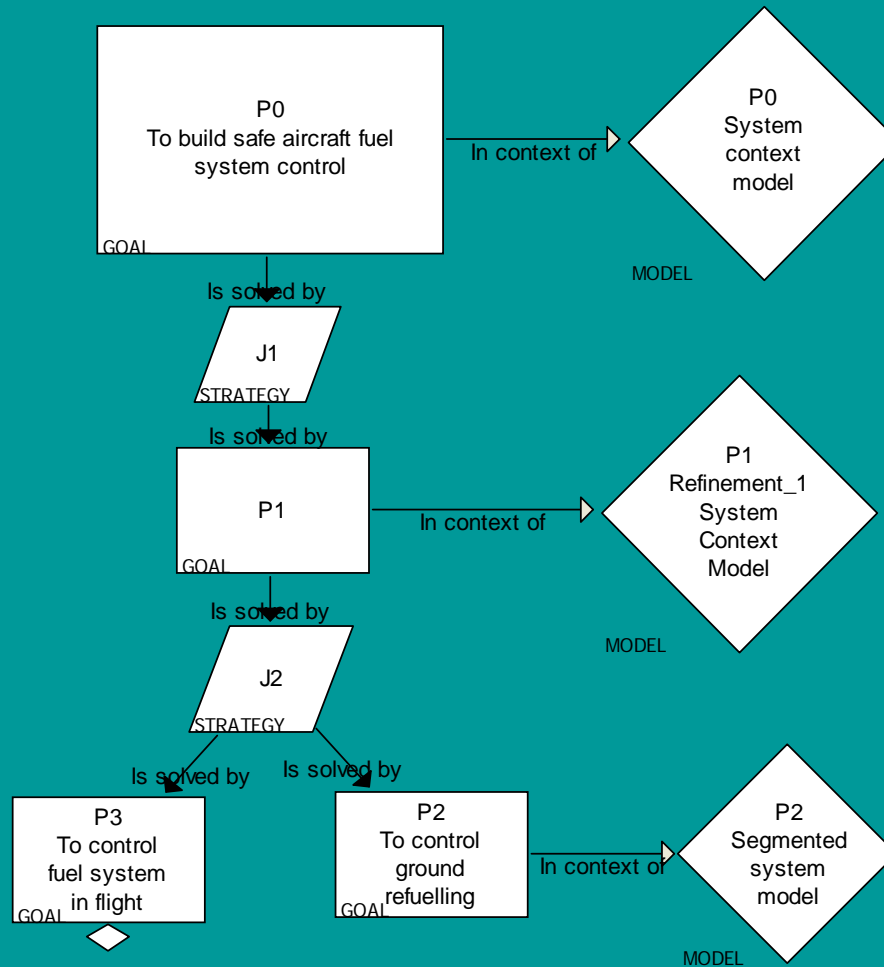 P0
To build safe aircraft fuel
system control
GOAL
In context of
P0
System
context
model
MODEL
Is solved by
J1
STRATEGY
Is solved by
P1
GOAL
In context of
P1
Refinement_1
System
Context
Model
MODEL
Is solved by
J2
STRATEGY
Is solved by
Is solved by
P3
To control
fuel system
in flight
GOAL
P2
To control
ground
refuelling
GOAL
In context of
P2
Segmented
system
model
MODEL